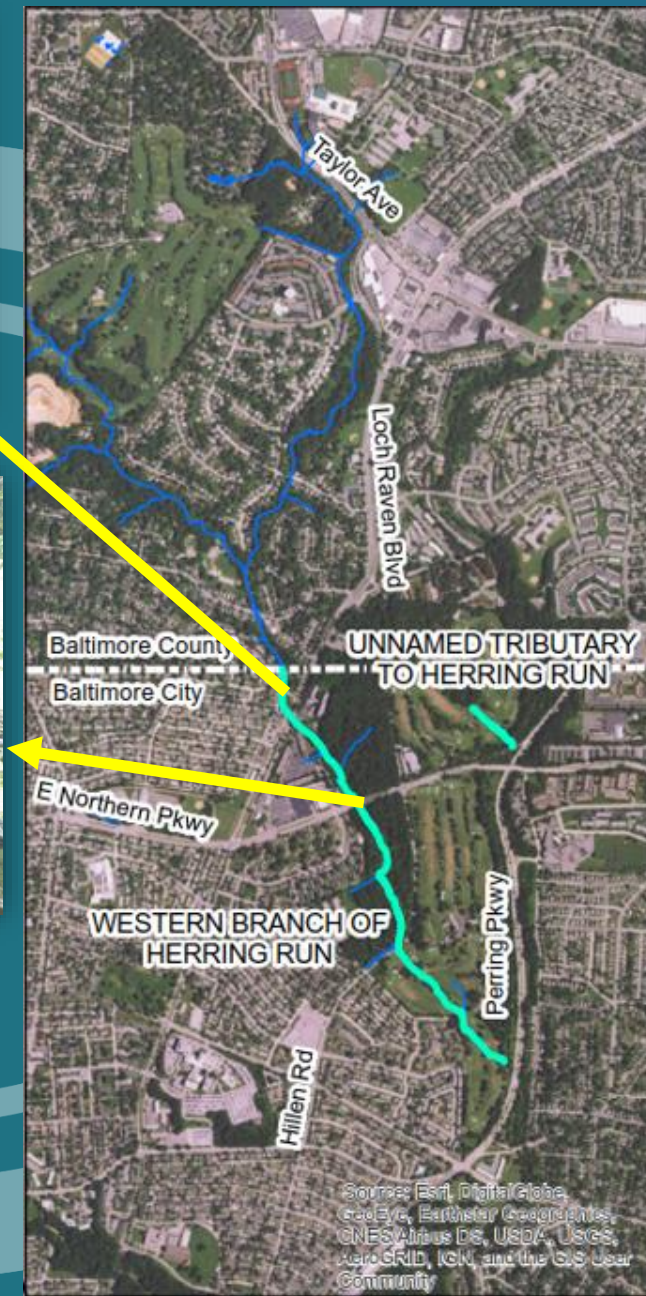 Taylor Ave
Loch Raven Blvd
Baltimore County
UNNAMED TRIBUTARY
TO HERRING RUN
Baltimore City
E Northern Pkwy
Perring Pkwy
WESTERN BRANCH OF
HERRING RUN
Hillen Rd
Source: Esri, DigitalGlobe,
GeoEye, Earthstar Geographics,
CNES/Airbus DS, USDA, USGS,
AeroGRID, IGN, and the GIS User
Community